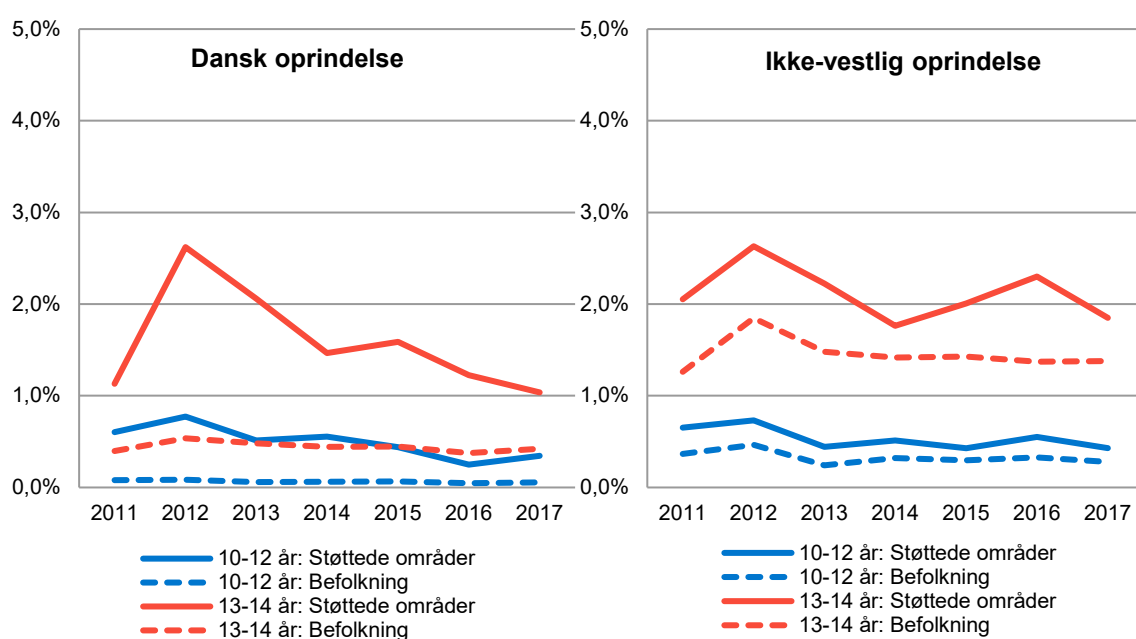 Dansk oprindelse
5,0%
4,0%
3,0%
2,0%
1,0%
0,0%
2011 2012 2013 2014 2015 2016 2017
10-12 år: Støttede områder
10-12 år: Befolkning
13-14 år: Støttede områder
13-14 år: Befolkning
Ikke-vestlig oprindelse
5,0%
4,0%
3,0%
2,0%
1,0%
0,0%
2011 2012 2013 2014 2015 2016 2017
10-12 år: Støttede områder
10-12 år: Befolkning
13-14 år: Støttede områder
13-14 år: Befolkning